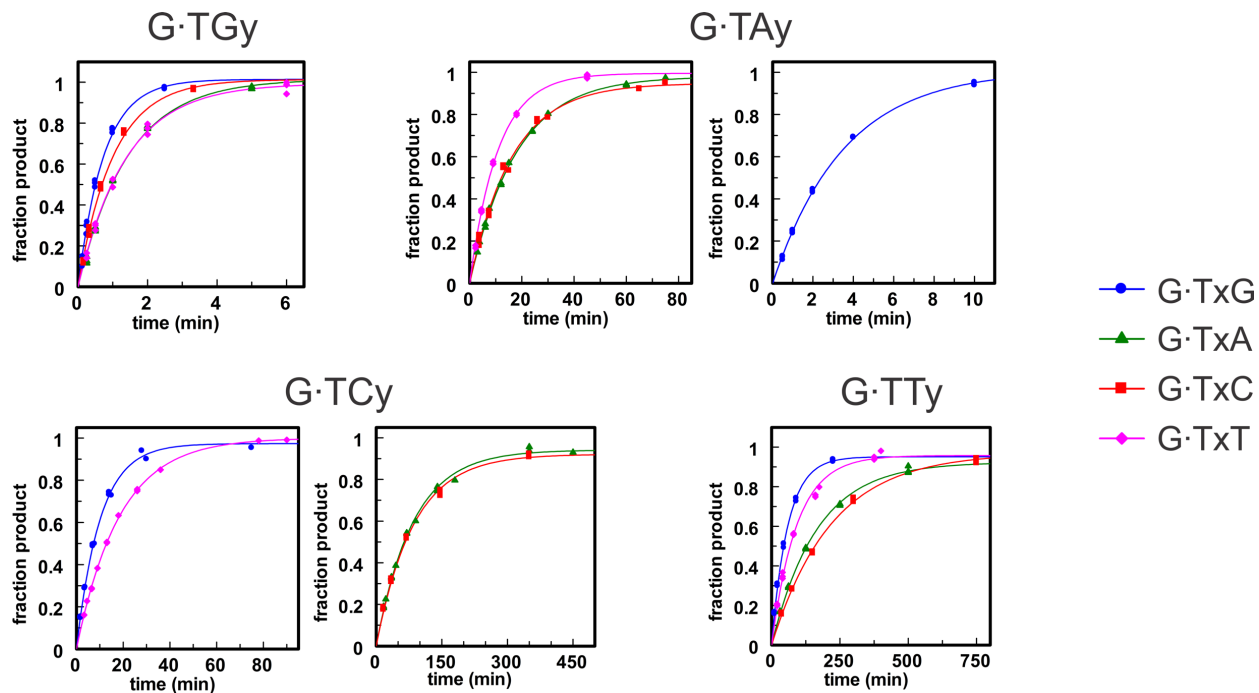 G·TGy
G·TAy
fraction product
1
0.8
0.6
0.4
0.2
0
0 2 4 6
time (min)
fraction product
1
0.8
0.6
0.4
0.2
0
0 20 40 60 80
time (min)
fraction product
1
0.8
0.6
0.4
0.2
0
0 2 4 6 8 10
time (min)
G·TxG
G·TxA
G·TxC
G·TxT
G·TCy
G·TTy
fraction product
1
0.8
0.6
0.4
0.2
0
0 20 40 60 80
time (min)
fraction product
1
0.8
0.6
0.4
0.2
0
0 150 300 450
time (min)
fraction product
1
0.8
0.6
0.4
0.2
0
0 250 500 750
time (min)